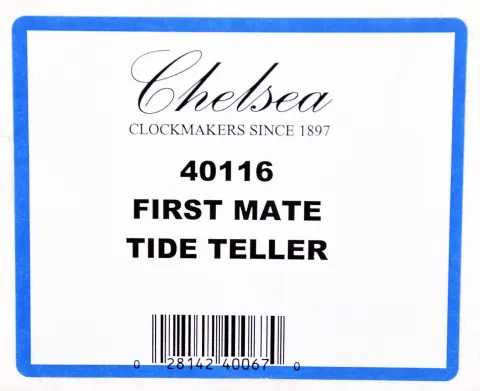 Chelsea
CLOCKMAKERS SINCE 1897
40116
FIRST MATE
TIDE TELLER
0 28142 40067 0